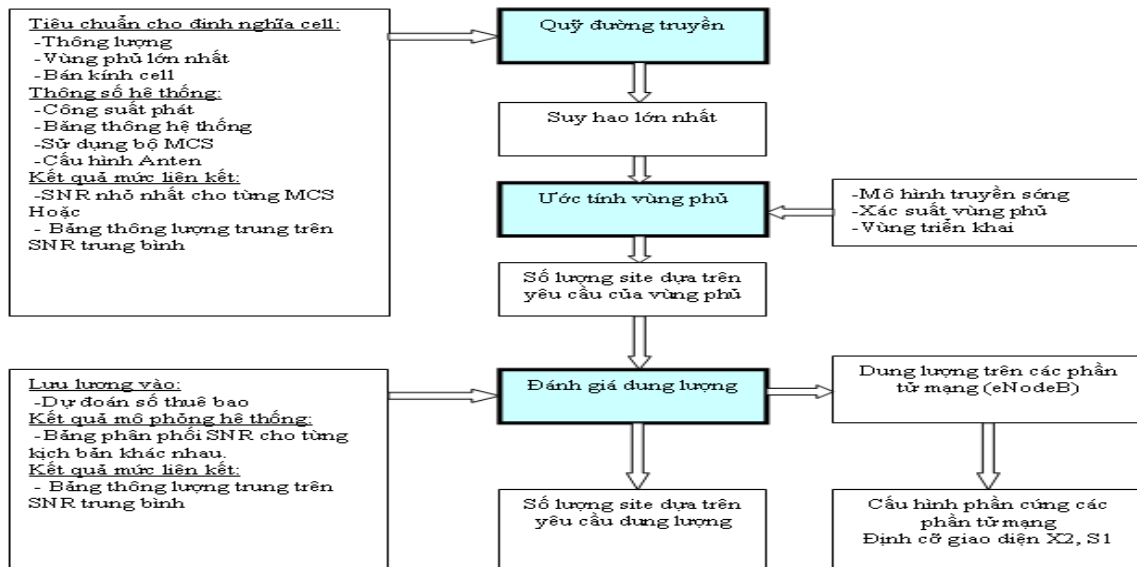 Tiêu chuẩn cho định nghĩa cell:
-Thông lượng
-Vùng phủ lớn nhất
-Bán kính cell
Thông số hệ thống:
-Công suất phát
-Băng thông hệ thống
-Sử dụng bộ MCS
-Cấu hình Anten
Kết quả mức liên kết:
-SNR nhỏ nhất cho từng MCS
Hoặc
- Bảng thông lượng trung trên
SNR trung bình
Quỹ đường truyền
Suy hao lớn nhất
Ước tính vùng phủ
-Mô hình truyền sóng
-Xác suất vùng phủ
-Vùng triển khai
Số lượng site dựa trên
yêu cầu của vùng phủ
Lưu lượng vào:
-Dự đoán số thuê bao
Kết quả mô phỏng hệ thống:
-Bảng phân phối SNR cho từng
kịch bản khác nhau.
Kết quả mức liên kết:
- Bảng thông lượng trung trên
SNR trung bình
Đánh giá dung lượng
Dung lượng trên các phần
tử mạng (eNodeB)
Số lượng site dựa trên
yêu cầu dung lượng
Cấu hình phần cứng các
phần tử mạng
Định cỡ giao diện X2, S1